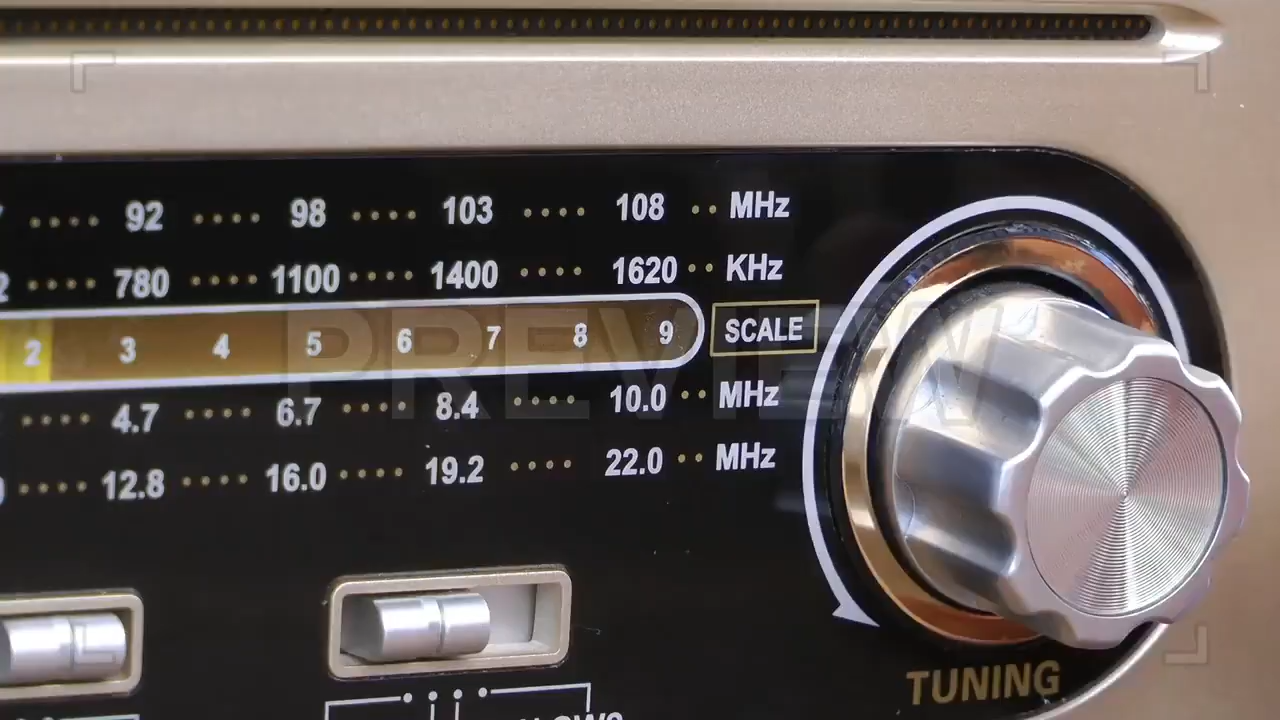 92 98 103 108 MHz
780 1100 1400 1620 KHz
2 3 4 5 6 7 8 9 SCALE
4.7 6.7 8.4 10.0 MHz
12.8 16.0 19.2 22.0 MHz
PREVIEW
TUNING